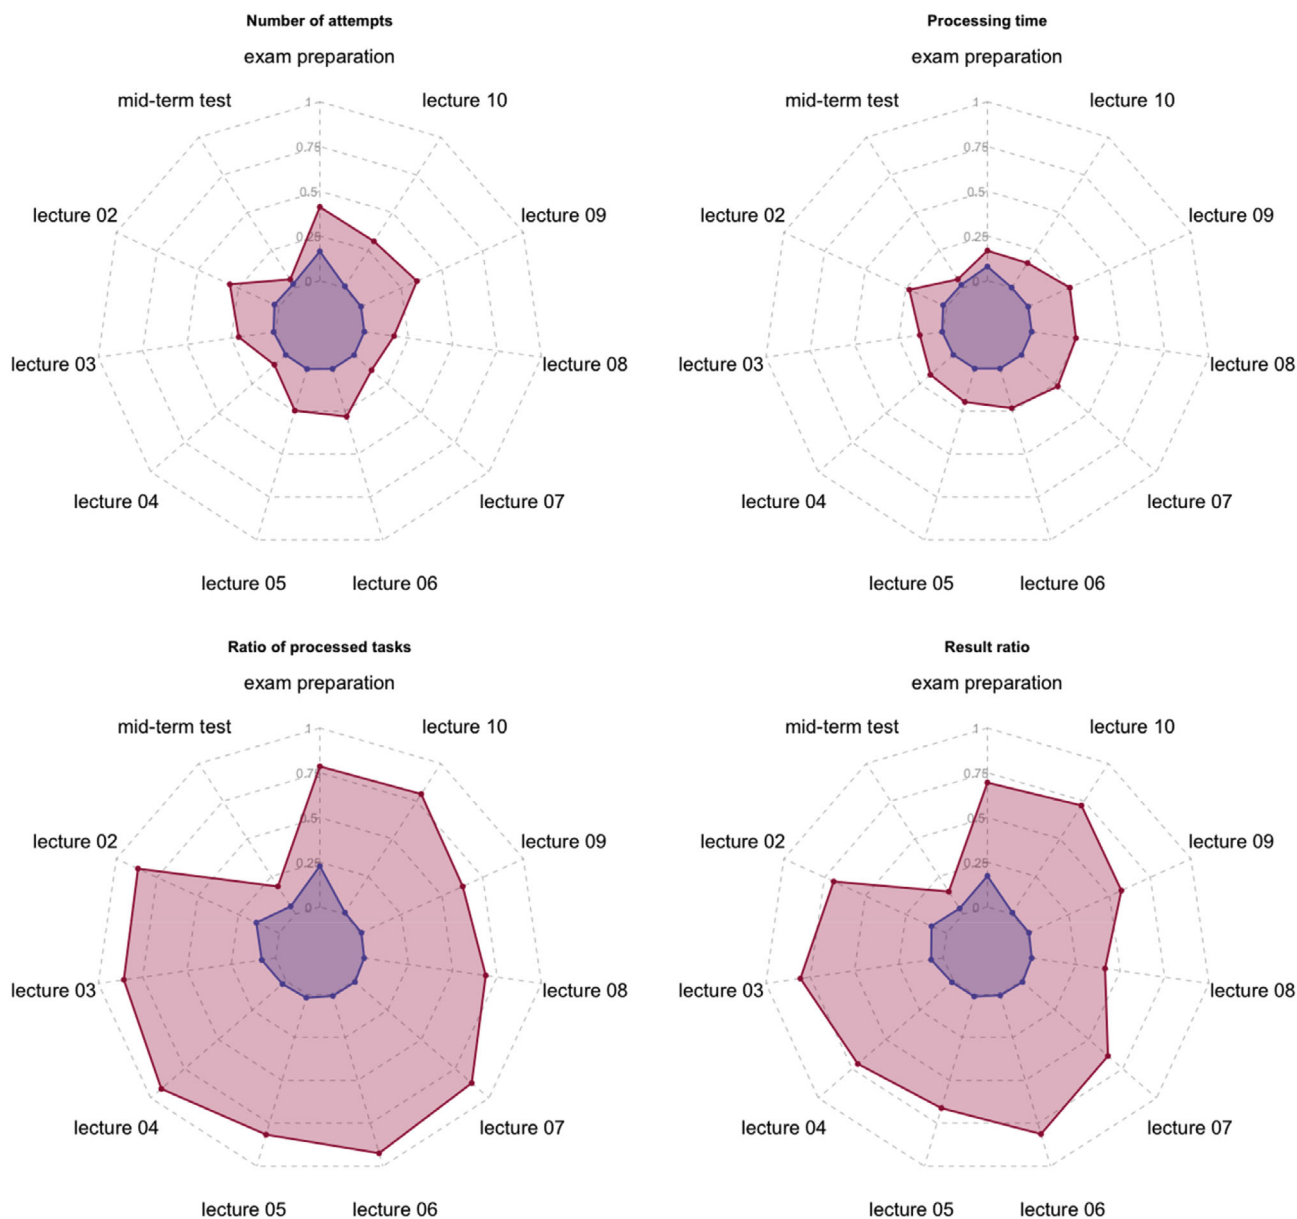 Number of attempts
exam preparation
mid-term test
lecture 10
lecture 02
lecture 09
lecture 03
lecture 08
lecture 04
lecture 07
lecture 05
lecture 06
1
0.75
0.5
0.25
0
Processing time
exam preparation
mid-term test
lecture 10
lecture 02
lecture 09
lecture 03
lecture 08
lecture 04
lecture 07
lecture 05
lecture 06
1
0.75
0.5
0.25
0
Ratio of processed tasks
exam preparation
mid-term test
lecture 10
lecture 02
lecture 09
lecture 03
lecture 08
lecture 04
lecture 07
lecture 05
lecture 06
1
0.75
0.5
0.25
0
Result ratio
exam preparation
mid-term test
lecture 10
lecture 02
lecture 09
lecture 03
lecture 08
lecture 04
lecture 07
lecture 05
lecture 06
1
0.75
0.5
0.25
0